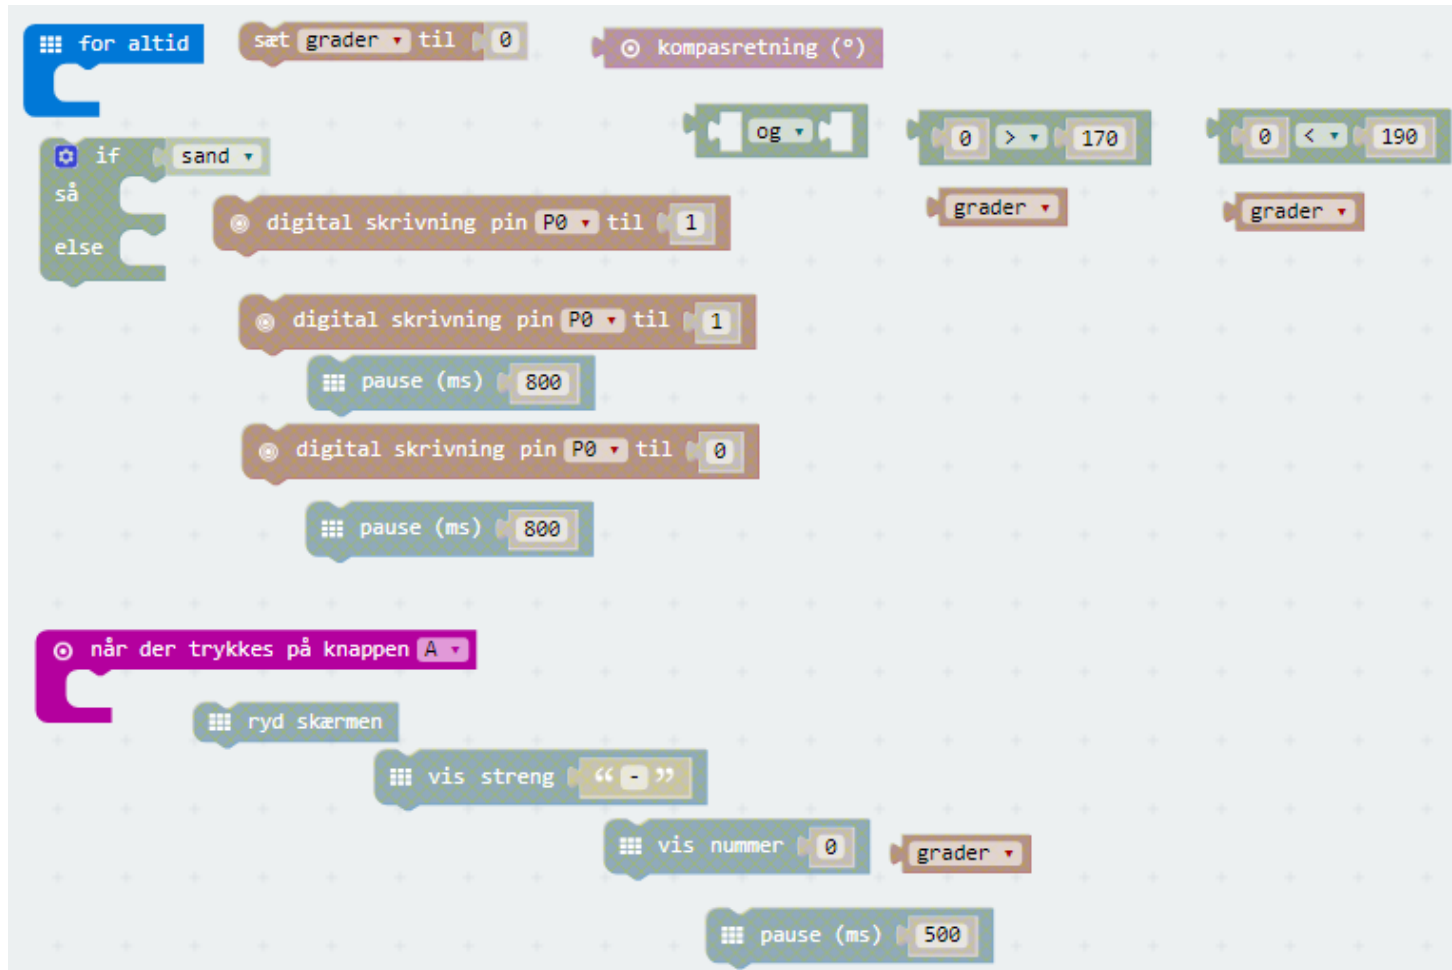 for altid
sæt grader til 0
kompasretning (°)
og
0 > 170
0 < 190
if sand
så
else
grader
grader
digital skrivning pin P0 til 1
digital skrivning pin P0 til 1
pause (ms) 800
digital skrivning pin P0 til 0
pause (ms) 800
når der trykkes på knappen A
ryd skærmen
vis streng “ - ”
vis nummer 0
grader
pause (ms) 500